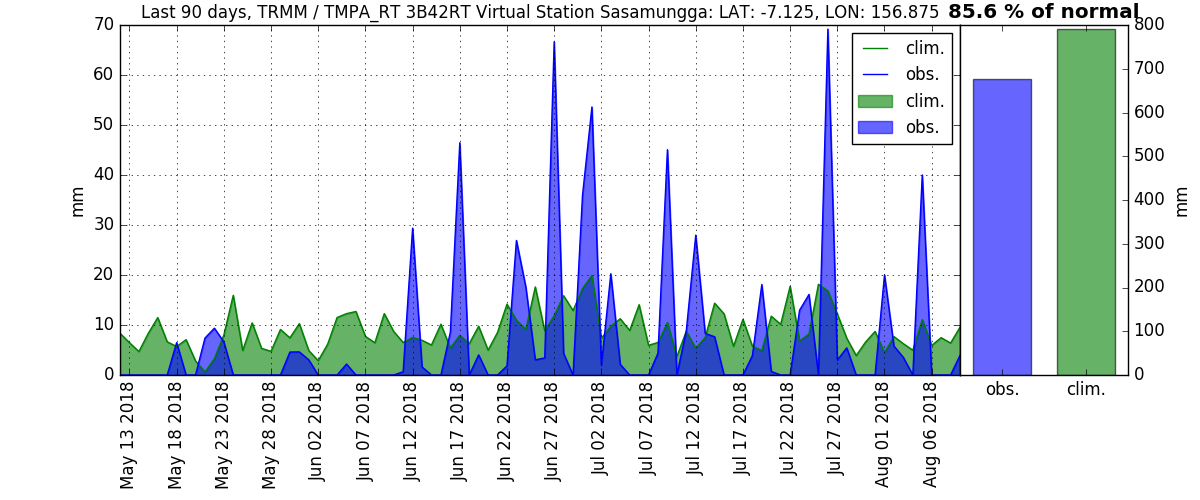 Last 90 days, TRMM / TMPA_RT 3B42RT Virtual Station Sasamungga: LAT: -7.125, LON: 156.875 85.6 % of normal
70
60
50
40
30
20
10
0
mm
clim.
obs.
clim.
obs.
May 13 2018
May 18 2018
May 23 2018
May 28 2018
Jun 02 2018
Jun 07 2018
Jun 12 2018
Jun 17 2018
Jun 22 2018
Jun 27 2018
Jul 02 2018
Jul 07 2018
Jul 12 2018
Jul 17 2018
Jul 22 2018
Jul 27 2018
Aug 01 2018
Aug 06 2018
800
700
600
500
400
300
200
100
0
mm
obs.
clim.